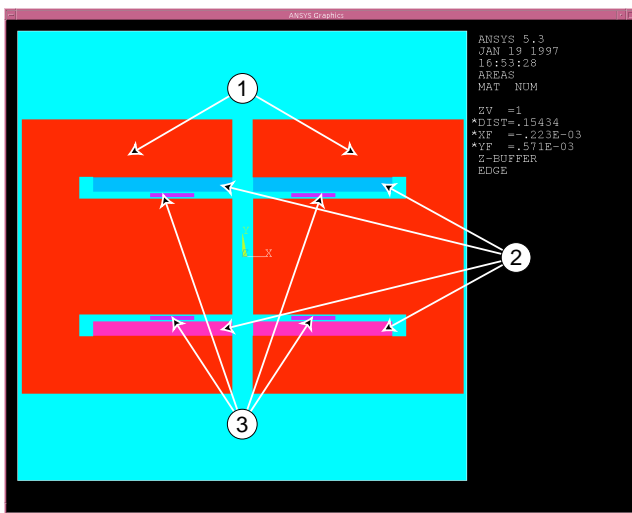 ANSYS Graphics
ANSYS 5.3
JAN 19 1997
16:53:28
AREAS
MAT NUM
ZV =1
*DIST=.15434
*XF =-.223E-03
*YF =.571E-03
Z-BUFFER
EDGE
1
2
3
Y
X